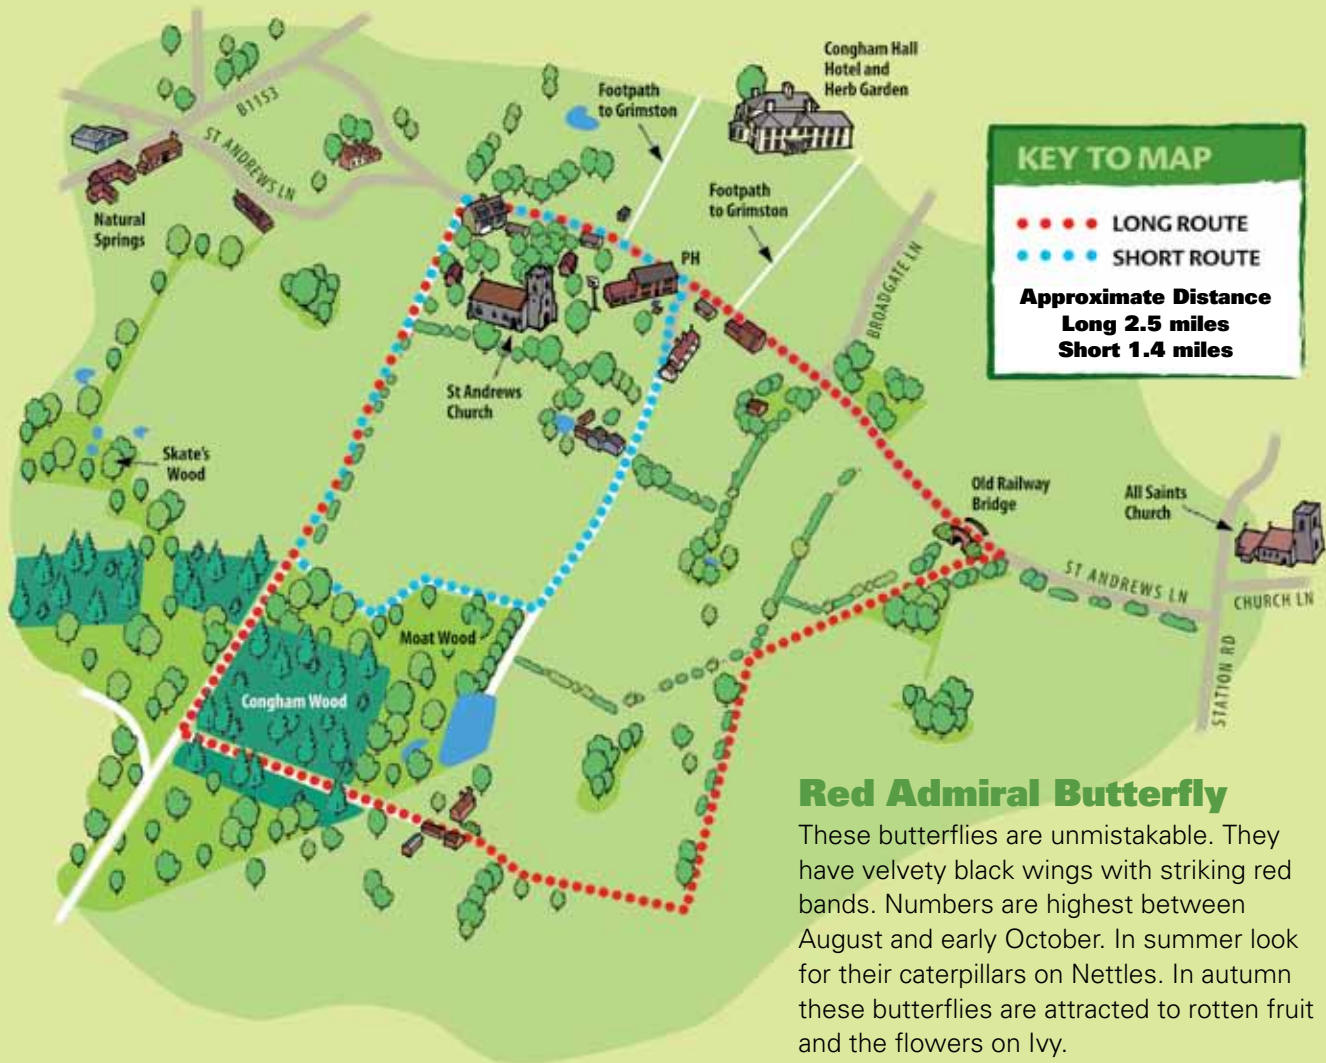 Congham Hall
Hotel and
Herb Garden
Footpath
to Grimston
B1153
ST ANDREWS LN
Natural
Springs
Footpath
to Grimston
PH
BROADGATE LN
KEY TO MAP
LONG ROUTE
SHORT ROUTE
Approximate Distance
Long 2.5 miles
Short 1.4 miles
St Andrews
Church
Skate's
Wood
Old Railway
Bridge
All Saints
Church
ST ANDREWS LN
CHURCH LN
STATION RD
Moat Wood
Congham Wood
Red Admiral Butterfly
These butterflies are unmistakable. They
have velvety black wings with striking red
bands. Numbers are highest between
August and early October. In summer look
for their caterpillars on Nettles. In autumn
these butterflies are attracted to rotten fruit
and the flowers on Ivy.